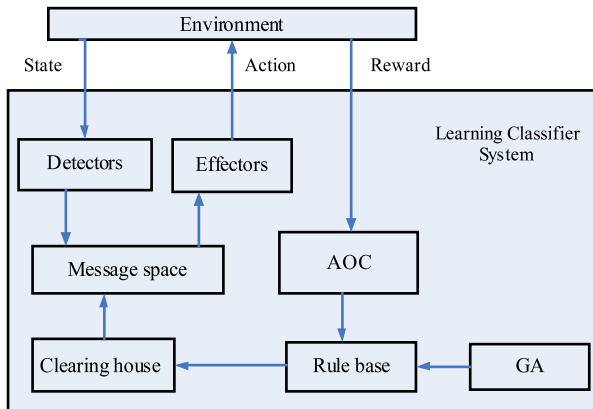 Environment
State
Action
Reward
Learning Classifier
System
Detectors
Effectors
Message space
AOC
Clearing house
Rule base
GA